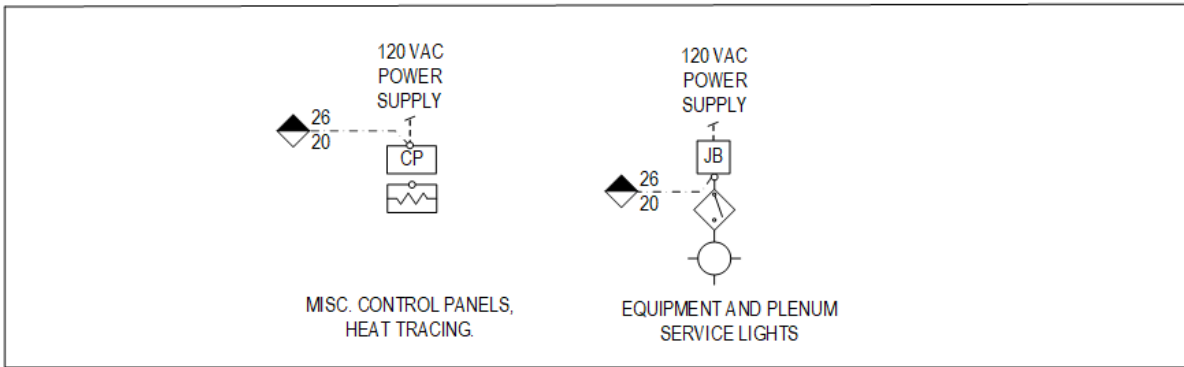 120 VAC
POWER
SUPPLY
26
20
CP
MISC. CONTROL PANELS,
HEAT TRACING.
120 VAC
POWER
SUPPLY
JB
26
20
EQUIPMENT AND PLENUM
SERVICE LIGHTS